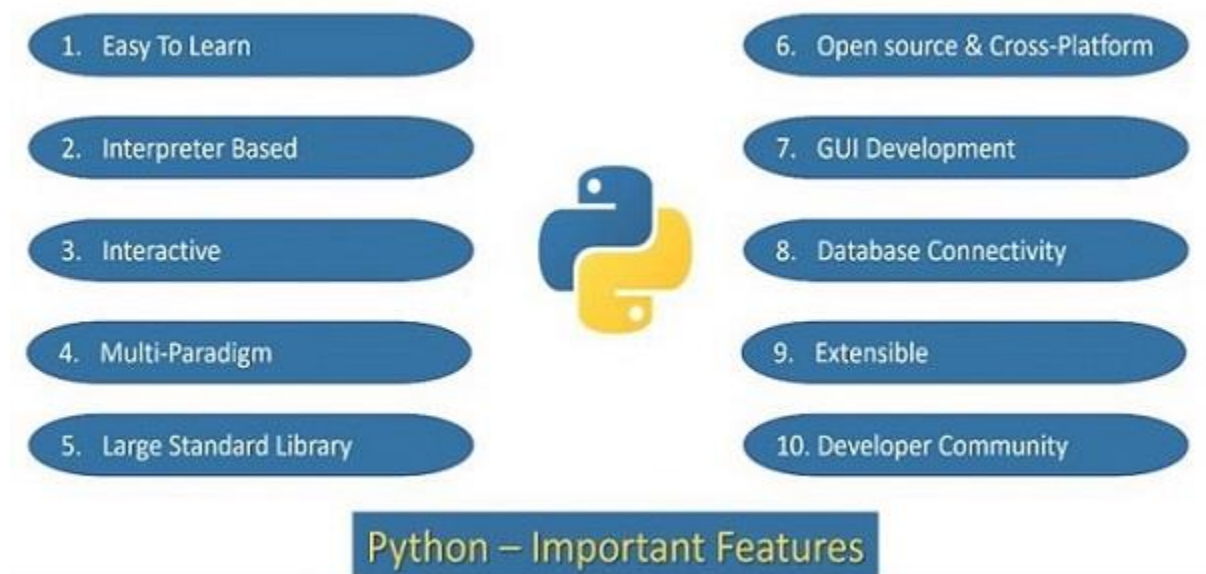 1. Easy To Learn
2. Interpreter Based
3. Interactive
4. Multi-Paradigm
5. Large Standard Library
6. Open source & Cross-Platform
7. GUI Development
8. Database Connectivity
9. Extensible
10. Developer Community
Python – Important Features